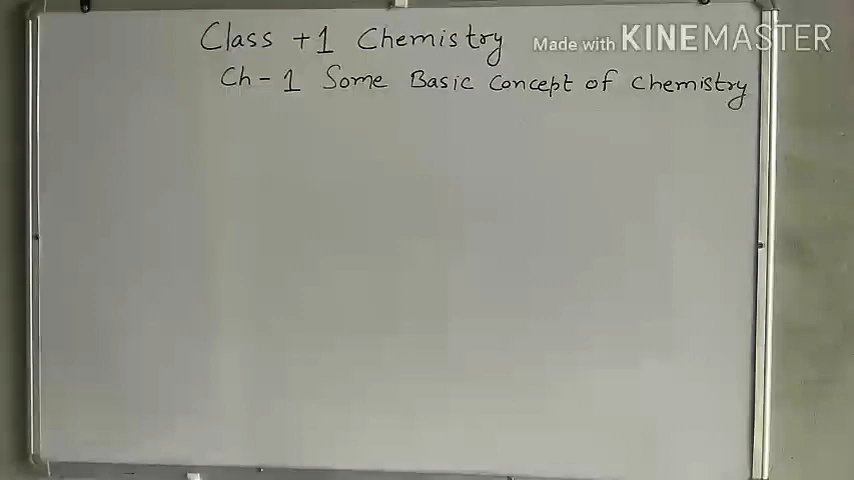 Class +1 Chemistry
Made with KINEMASTER
Ch - 1 Some Basic Concept of Chemistry